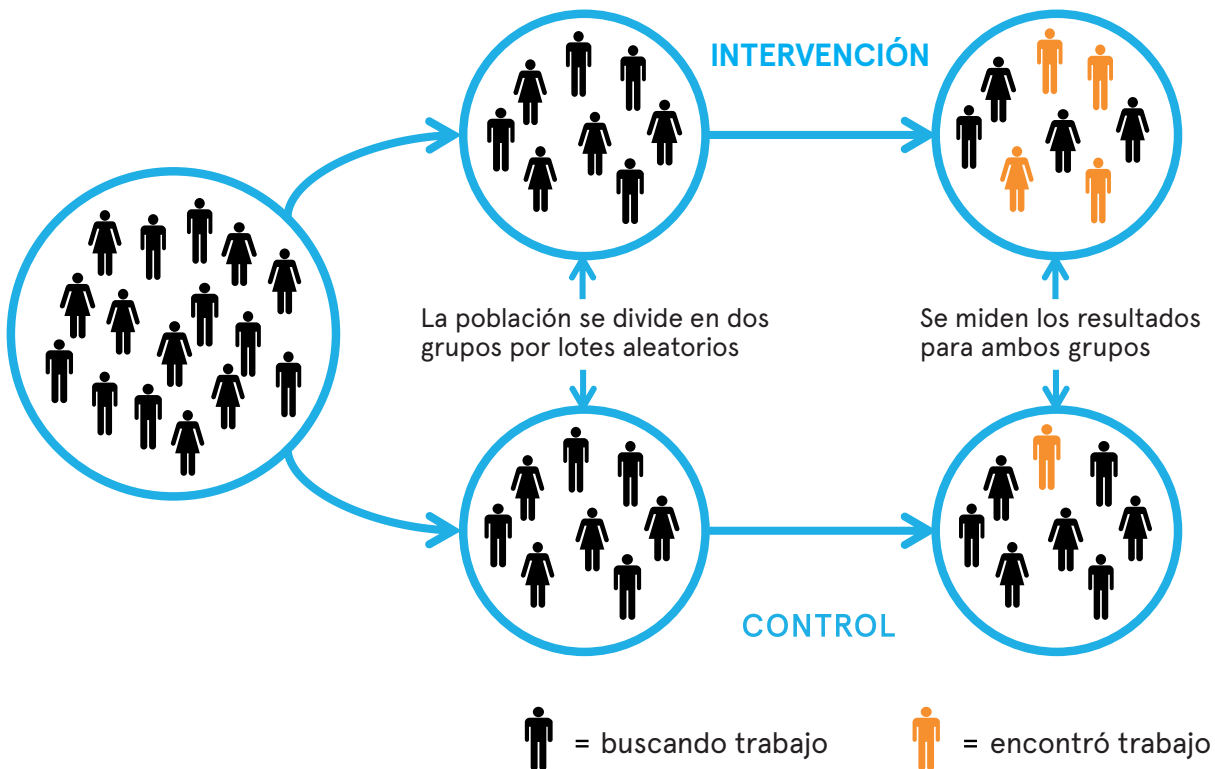 INTERVENCIÓN
La población se divide en dos
grupos por lotes aleatorios
Se miden los resultados
para ambos grupos
CONTROL
= buscando trabajo
= encontró trabajo